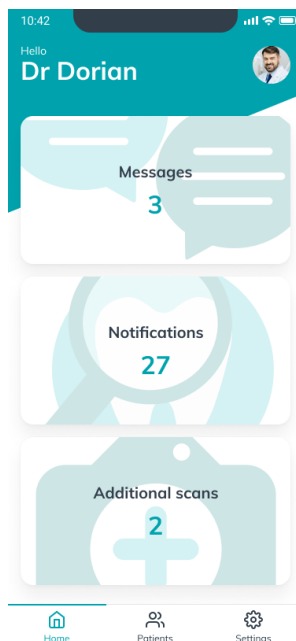 10:42
Hello
Dr Dorian
Messages
3
Notifications
27
Additional scans
2
Home
Patients
Settings